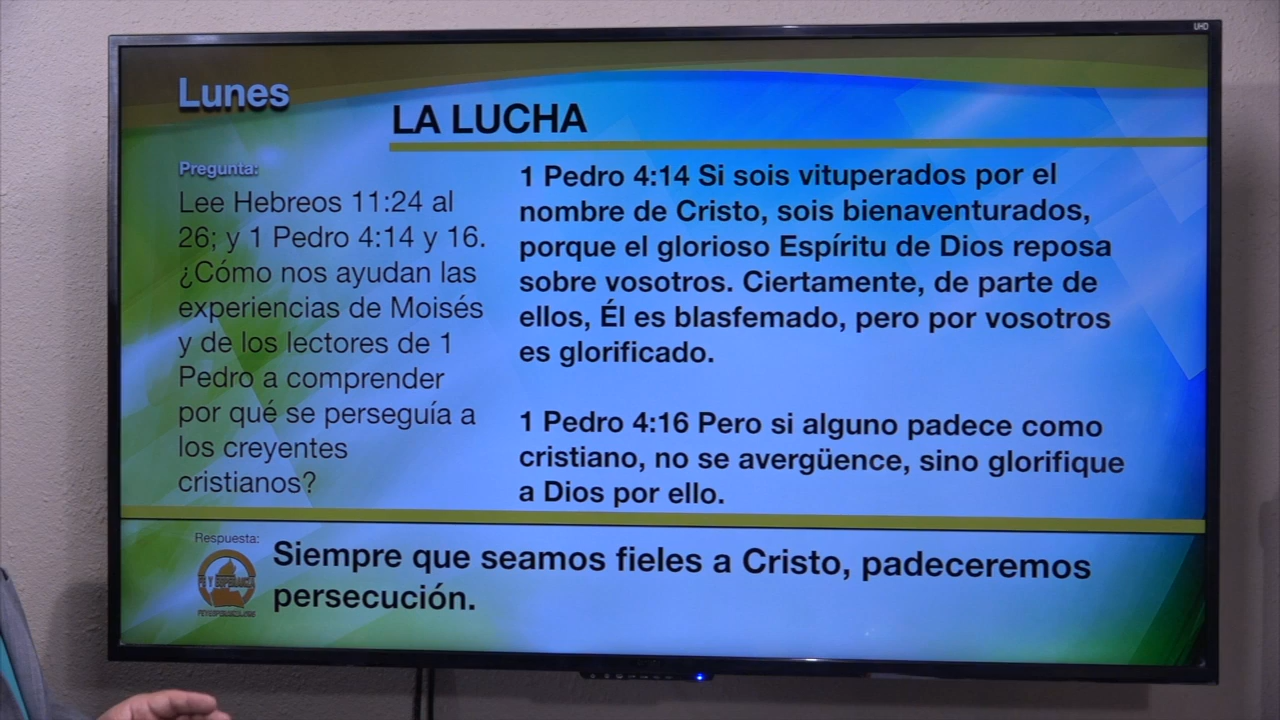 UHD
Lunes
LA LUCHA
Pregunta:
Lee Hebreos 11:24 al
26; y 1 Pedro 4:14 y 16.
¿Cómo nos ayudan las
experiencias de Moisés
y de los lectores de 1
Pedro a comprender
por qué se perseguía a
los creyentes
cristianos?
1 Pedro 4:14 Si sois vituperados por el
nombre de Cristo, sois bienaventurados,
porque el glorioso Espíritu de Dios reposa
sobre vosotros. Ciertamente, de parte de
ellos, Él es blasfemado, pero por vosotros
es glorificado.
1 Pedro 4:16 Pero si alguno padece como
cristiano, no se avergüence, sino glorifique
a Dios por ello.
Respuesta:
FE Y ESPERANZA
Siempre que seamos fieles a Cristo, padeceremos
persecución.